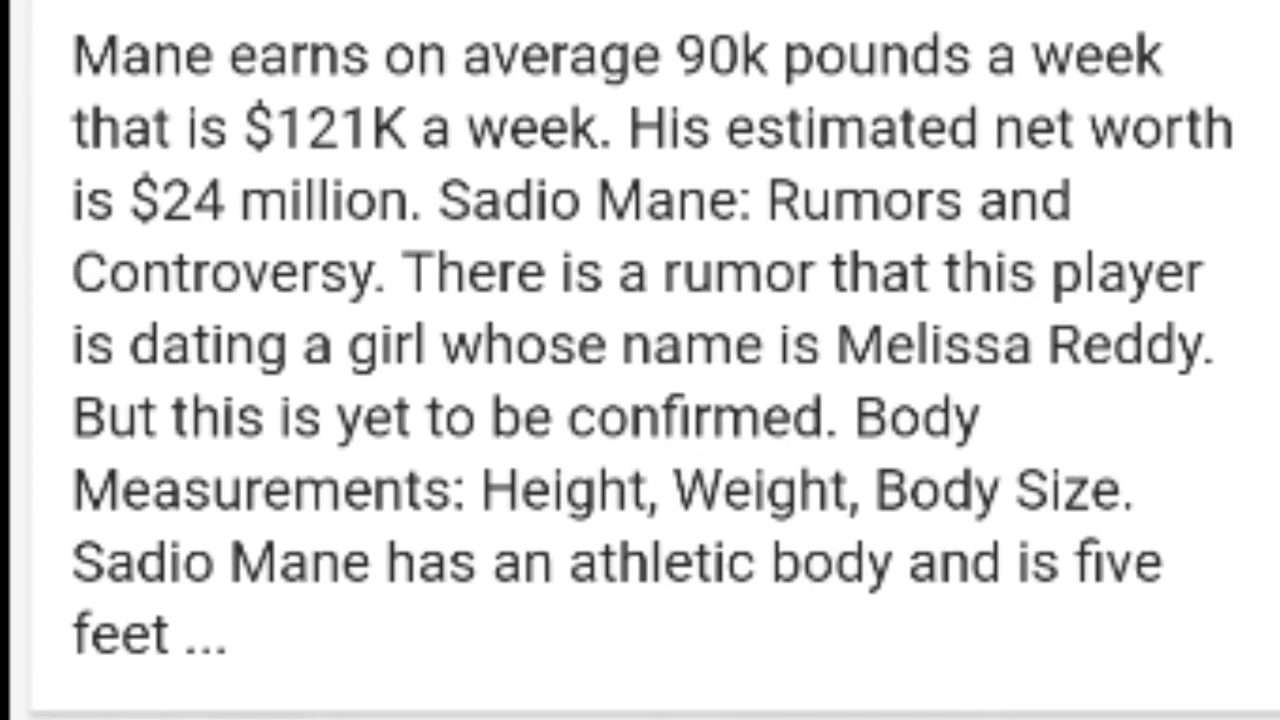 Mane earns on average 90k pounds a week
that is $121K a week. His estimated net worth
is $24 million. Sadio Mane: Rumors and
Controversy. There is a rumor that this player
is dating a girl whose name is Melissa Reddy.
But this is yet to be confirmed. Body
Measurements: Height, Weight, Body Size.
Sadio Mane has an athletic body and is five
feet ...